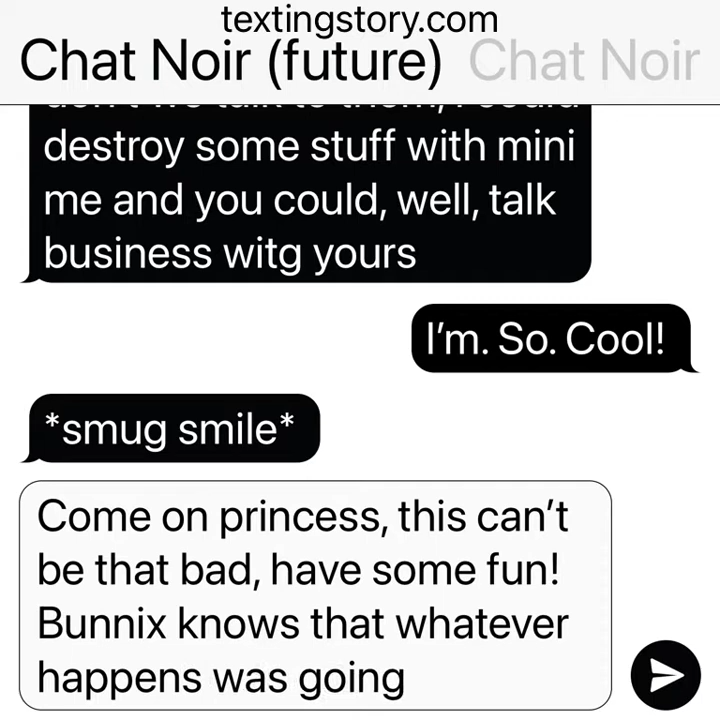 textingstory.com
Chat Noir (future) Chat Noir
destroy some stuff with mini
me and you could, well, talk
business witg yours
I'm. So. Cool!
*smug smile*
Come on princess, this can't
be that bad, have some fun!
Bunnix knows that whatever
happens was going